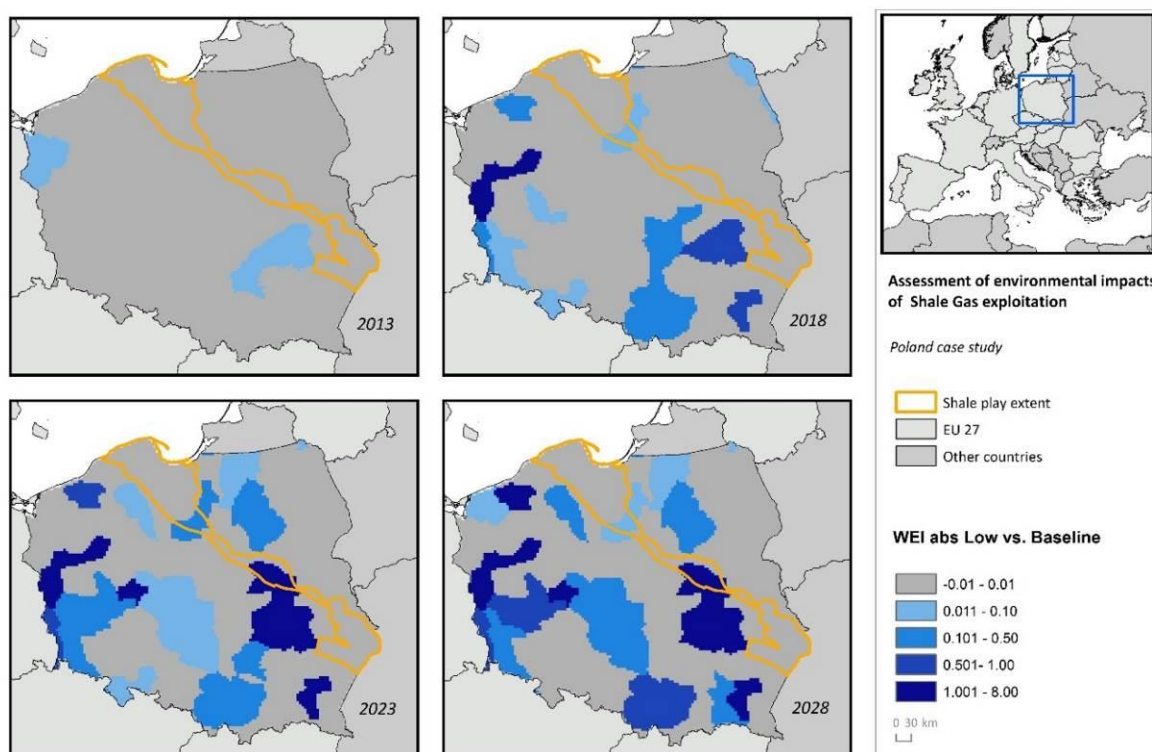 2013
2018
2023
2028
Assessment of environmental impacts
of Shale Gas exploitation
Poland case study
Shale play extent
EU 27
Other countries
WEI abs Low vs. Baseline
-0.01 - 0.01
0.011 - 0.10
0.101 - 0.50
0.501- 1.00
1.001 - 8.00
0 30 km